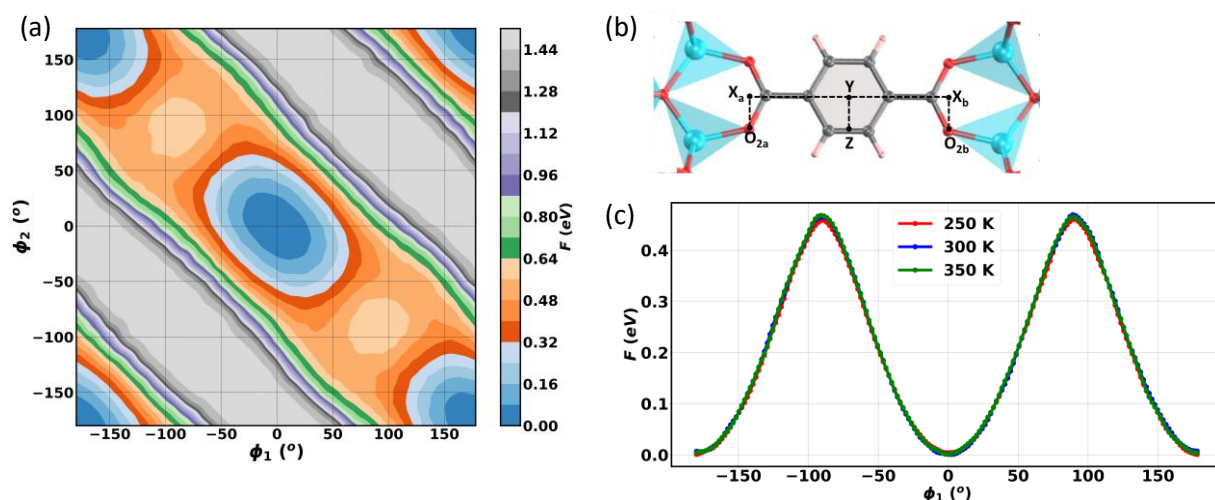 (a)
150
100
50
0
−50
−100
−150
ϕ2 (°)
−150 −100 −50 0 50 100 150
ϕ1 (°)
1.44
1.28
1.12
0.96
0.80
0.64
0.48
0.32
0.16
0.00
F (eV)
(b)
Xa Y Xb
O2a Z O2b
(c)
250 K
300 K
350 K
0.4
0.3
0.2
0.1
0.0
F (eV)
−150 −100 −50 0 50 100 150
ϕ1 (°)